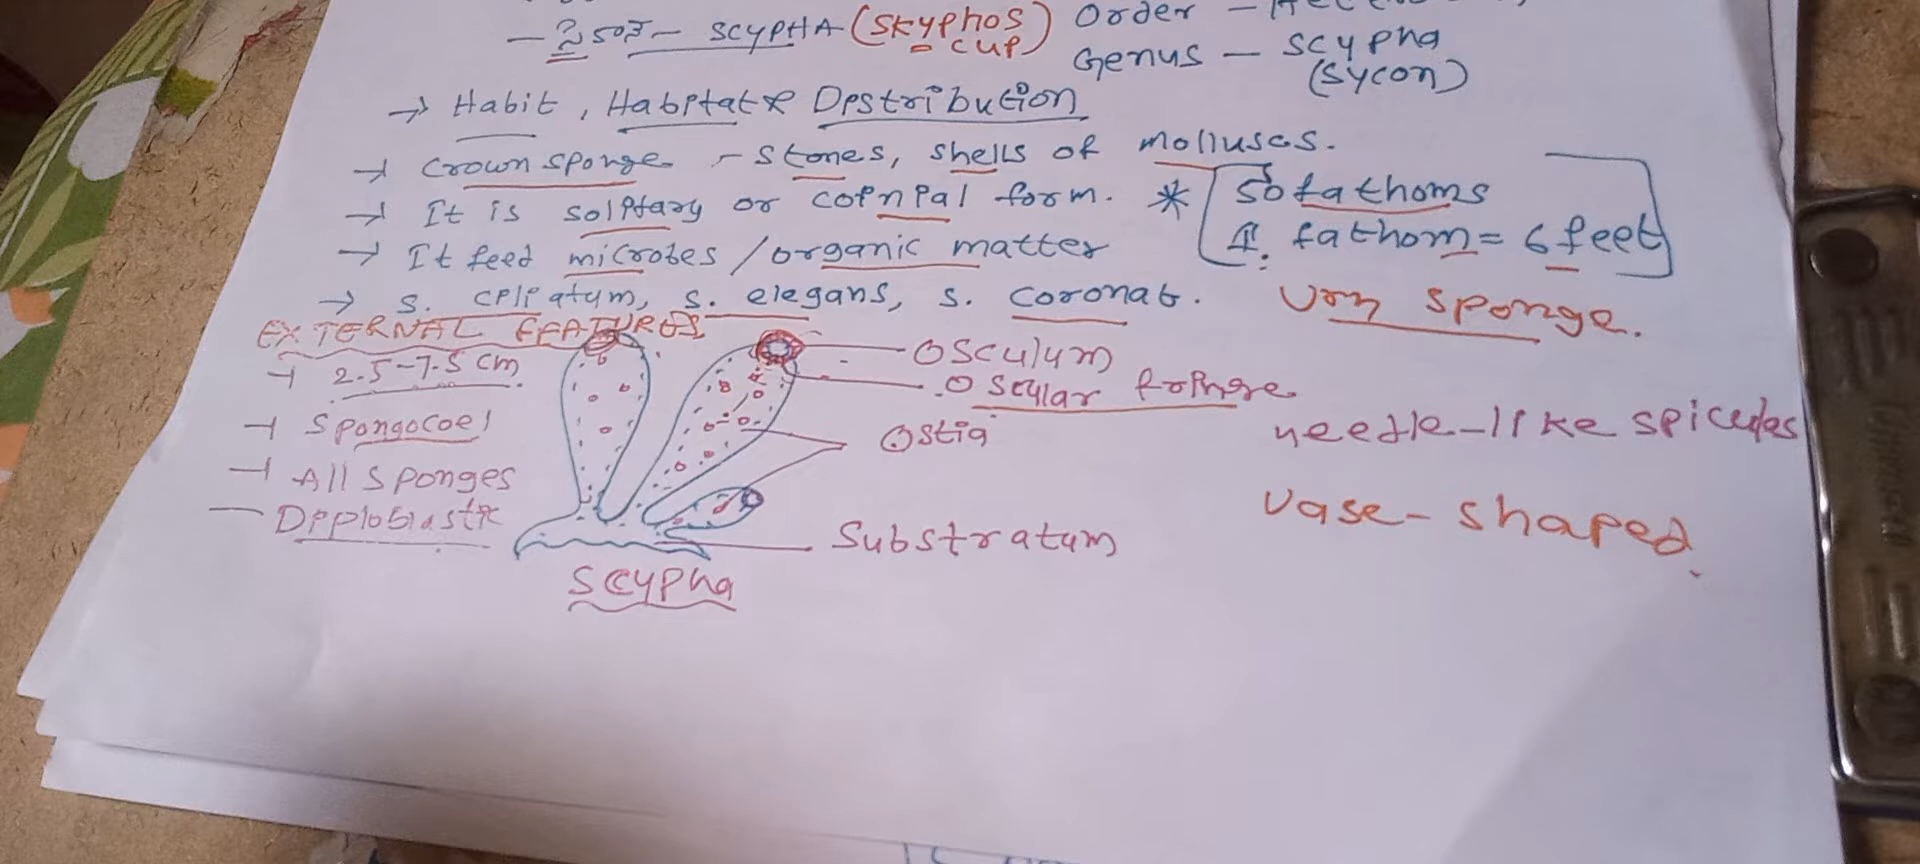 Order –
– సైకాన్ – SCYPHA (SKYPHOS - CUP)
Genus – Scypha (Sycon)
→ Habit, Habitat & Distribution
→ Crown sponge – Stones, shells of Molluscs.
→ It is solitary or colnial form.
* 50 fathoms
1. fathom = 6 feet
→ It feed microbes / organic matter
→ S. ciliatum, S. elegans, S. coronat.
Urn sponge.
EXTERNAL FEATURES
→ 2.5-7.5 cm
→ Spongocoel
→ All sponges
– Diploblastic
Osculum
Oscular fringe
Ostia
Substratum
Scypha
needle-like spicules
Vase-shaped